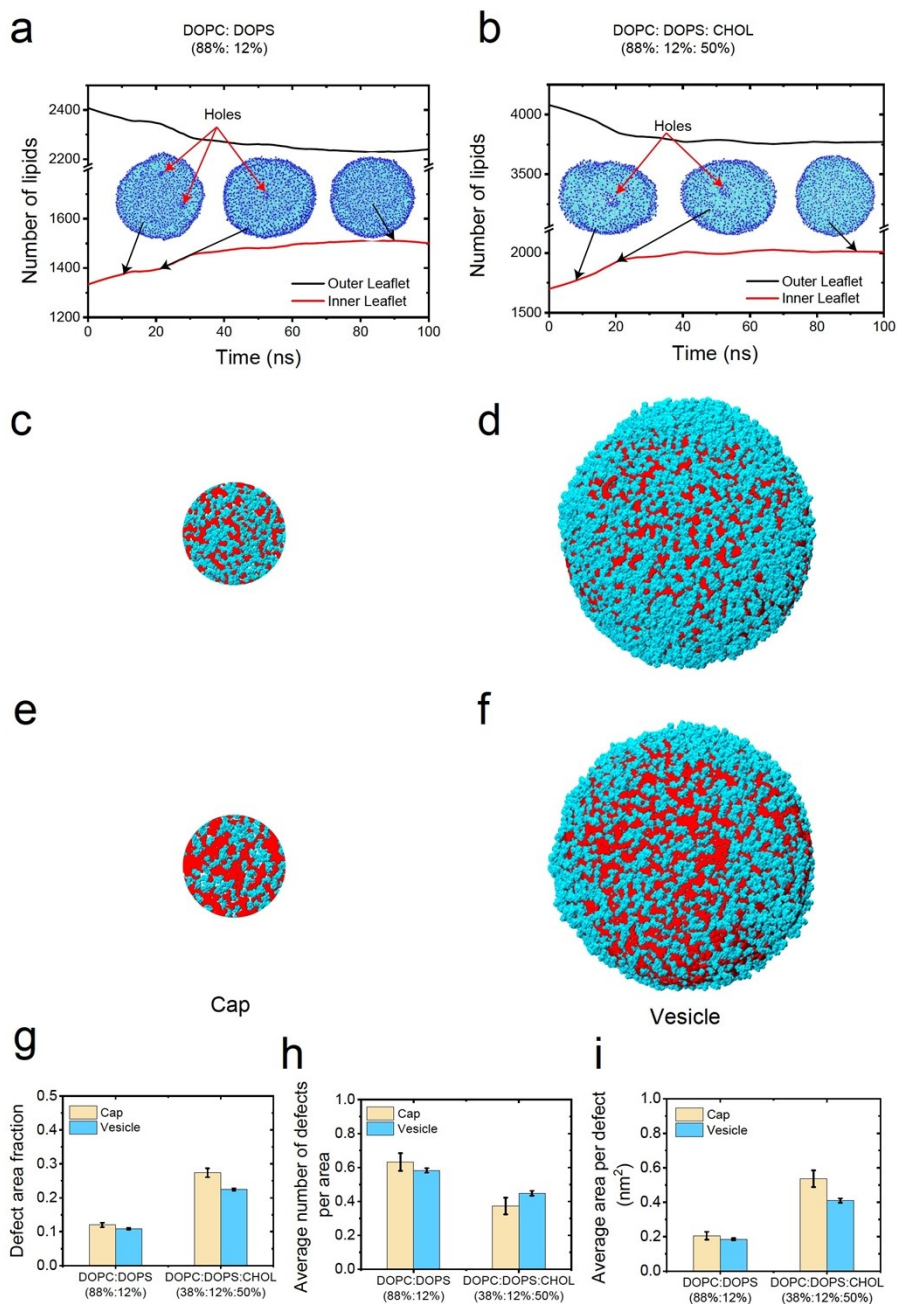 a
DOPC: DOPS
(88%: 12%)
Number of lipids
2400
2200
1600
1400
1200
Holes
Outer Leaflet
Inner Leaflet
0 20 40 60 80 100
Time (ns)
b
DOPC: DOPS:CHOL
(88%: 12%: 50%)
Number of lipids
4000
3500
2000
1500
Holes
Outer Leaflet
Inner Leaflet
0 20 40 60 80 100
Time (ns)
c
d
e
f
Cap
Vesicle
g
Defect area fraction
0.5
0.4
0.3
0.2
0.1
0.0
Cap
Vesicle
DOPC:DOPS DOPC:DOPS:CHOL
(88%:12%) (38%:12%:50%)
h
Average number of defects
per area
1.0
0.8
0.6
0.4
0.2
0.0
Cap
Vesicle
DOPC:DOPS DOPC:DOPS:CHOL
(88%:12%) (38%:12%:50%)
i
Average area per defect
(nm²)
1.0
0.8
0.6
0.4
0.2
0.0
Cap
Vesicle
DOPC:DOPS DOPC:DOPS:CHOL
(88%:12%) (38%:12%:50%)